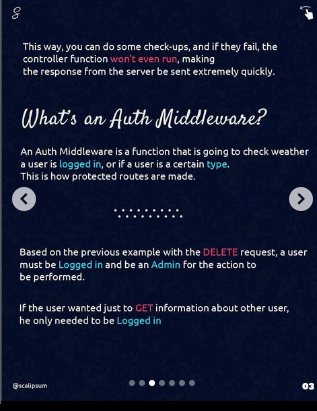 S
This way, you can do some check-ups, and if they fail, the
controller function won't even run, making
the response from the server be sent extremely quickly.
What's an Auth Middleware?
An Auth Middleware is a function that is going to check weather
a user is logged in, or if a user is a certain type.
This is how protected routes are made.
Based on the previous example with the DELETE request, a user
must be Logged in and be an Admin for the action to
be performed.
If the user wanted just to GET information about other user,
he only needed to be Logged in
@scalipsum
03